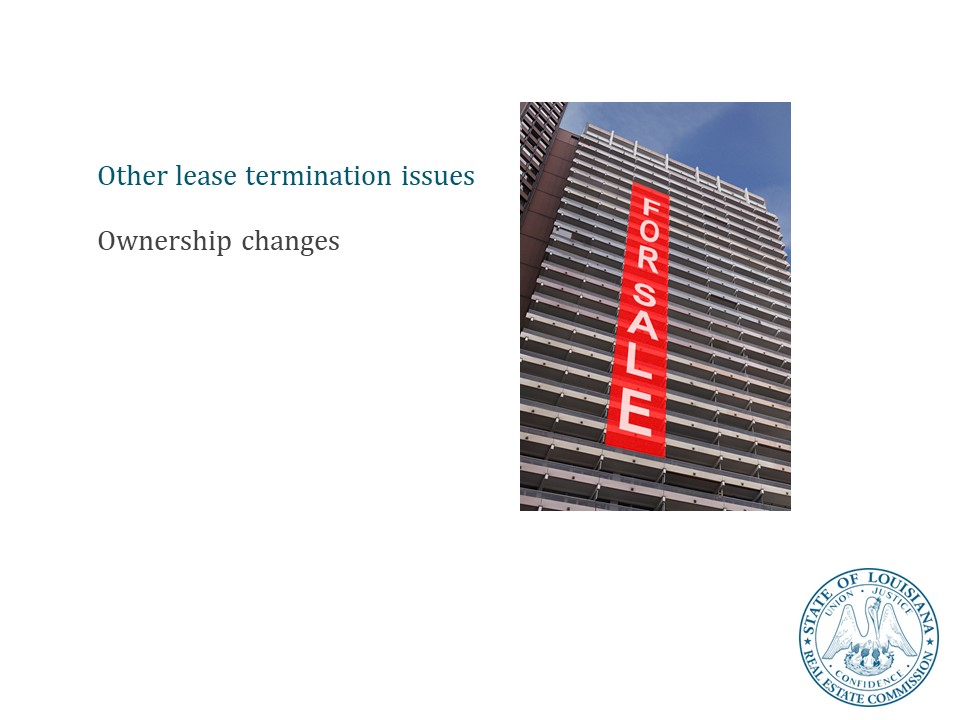 Other lease termination issues
Ownership changes
FOR SALE
STATE OF LOUISIANA
UNION · JUSTICE
· CONFIDENCE ·
REAL ESTATE COMMISSION